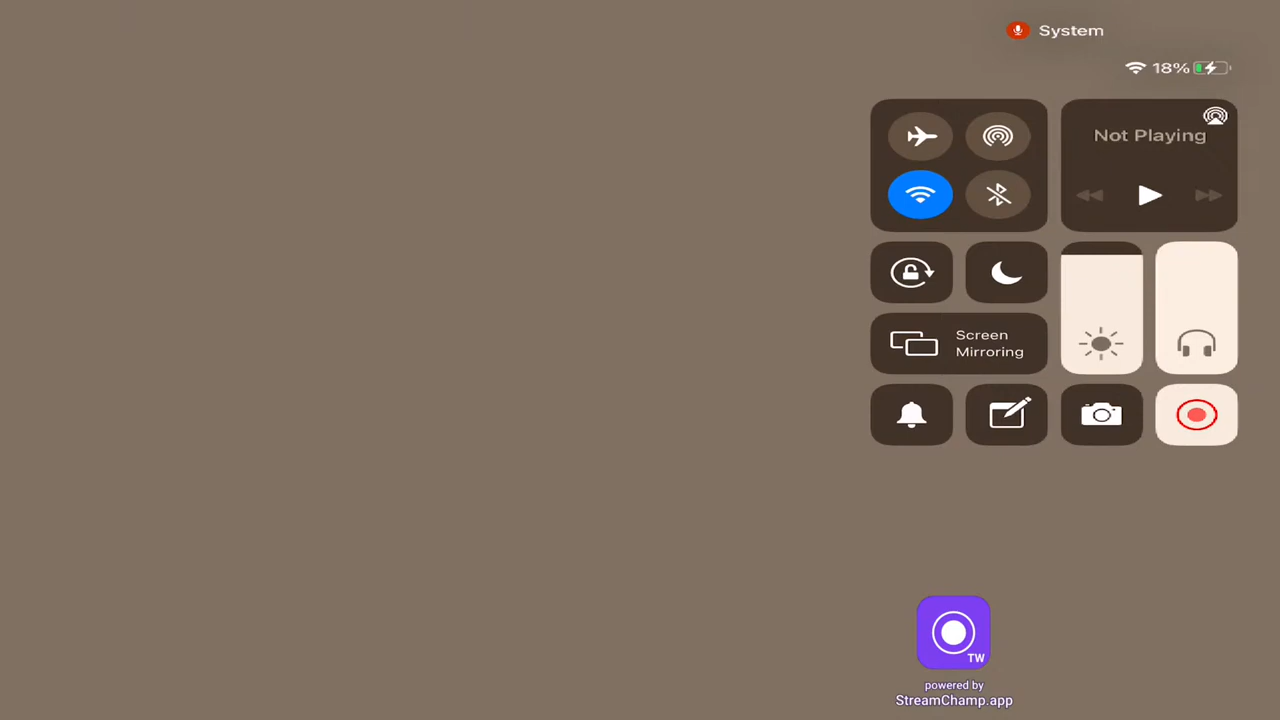 System
18%
Not Playing
Screen
Mirroring
TW
powered by
StreamChamp.app